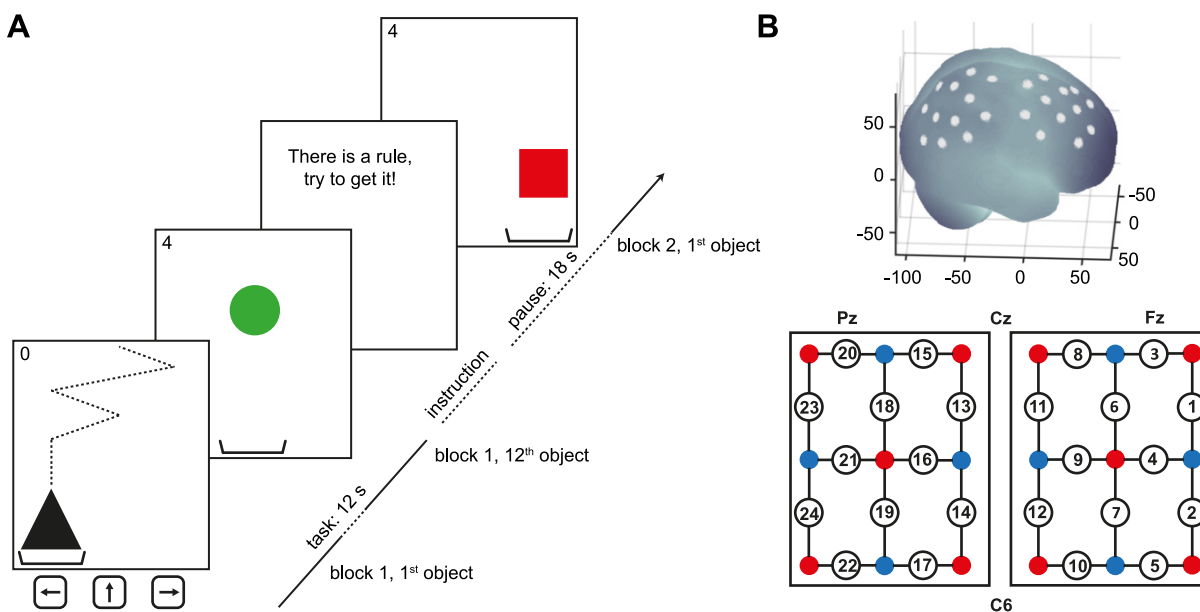 A
0
4
There is a rule,
try to get it!
4
task: 12 s
instruction
pause: 18 s
block 1, 1st object
block 1, 12th object
block 2, 1st object
B
50
0
-50
-100
-50
0
50
-50
0
50
Pz
Cz
Fz
20
15
8
3
23
18
13
11
6
1
21
16
9
4
24
19
14
12
7
2
22
17
10
5
C6